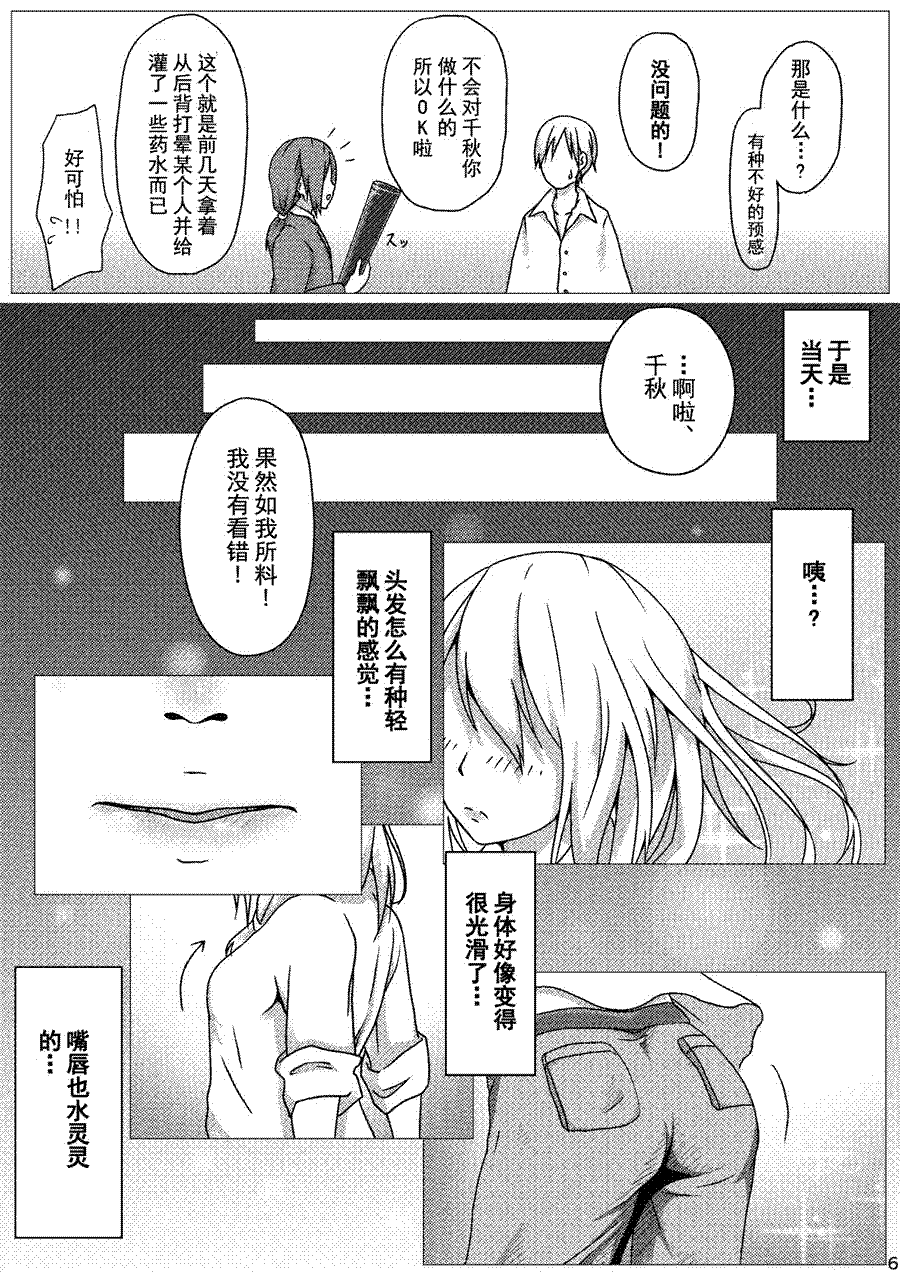 那是什么…?
有种不好的预感
没问题的！
不会对千秋你
做什么的
所以OK啦
スッ
这个就是前几天拿着
从后背打晕某个人并给
灌了一些药水而已
好可怕!!
于是
当天…
…啊啦、
千秋
果然如我所料！
我没有看错！
咦…?
头发怎么有种轻
飘飘的感觉…
身体好像变得
很光滑了…
嘴唇也水灵灵
的…
6